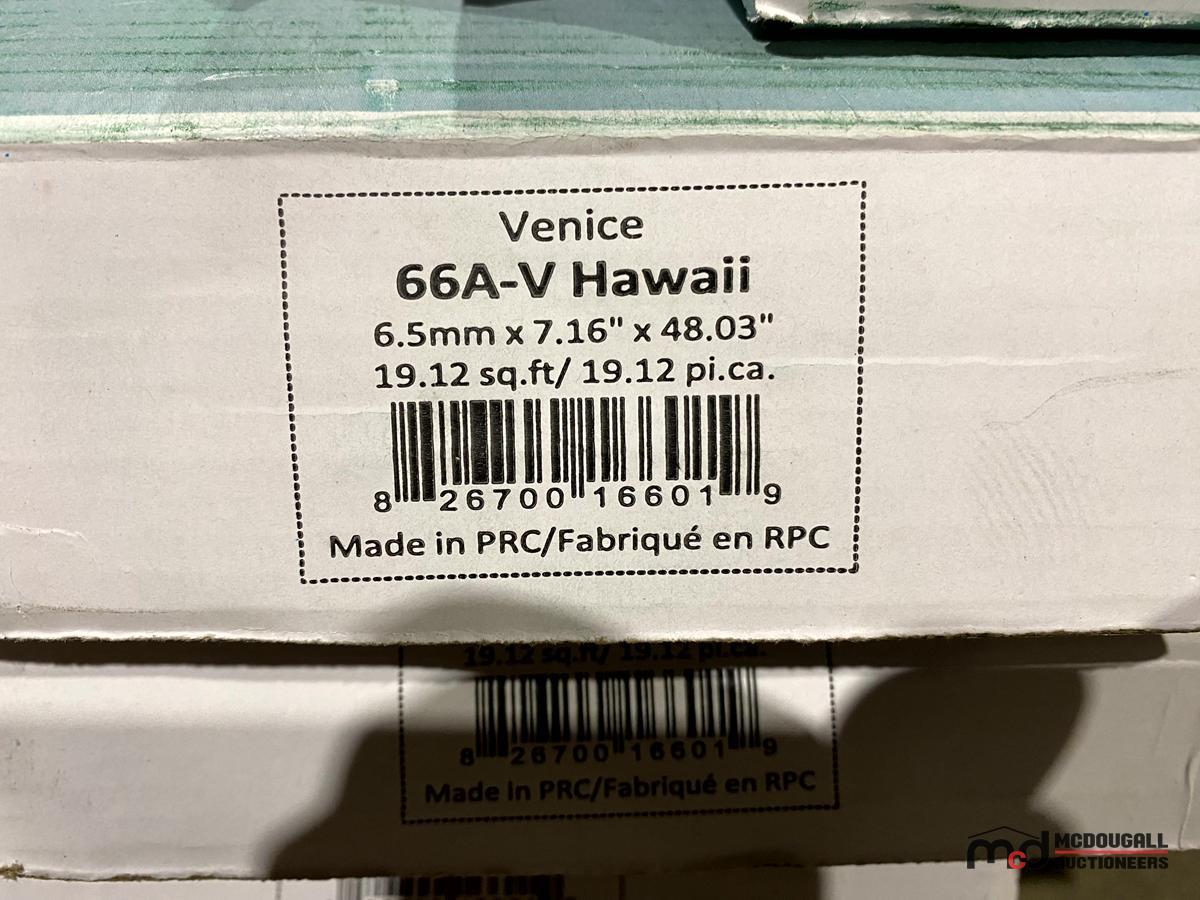 Venice
66A-V Hawaii
6.5mm x 7.16" x 48.03"
19.12 sq.ft/ 19.12 pi.ca.
8 26700 16601 9
Made in PRC/Fabriqué en RPC
19.12 sq.ft/ 19.12 pi.ca.
8 26700 16601 9
Made in PRC/Fabriqué en RPC
mcd MCDOUGALL
AUCTIONEERS